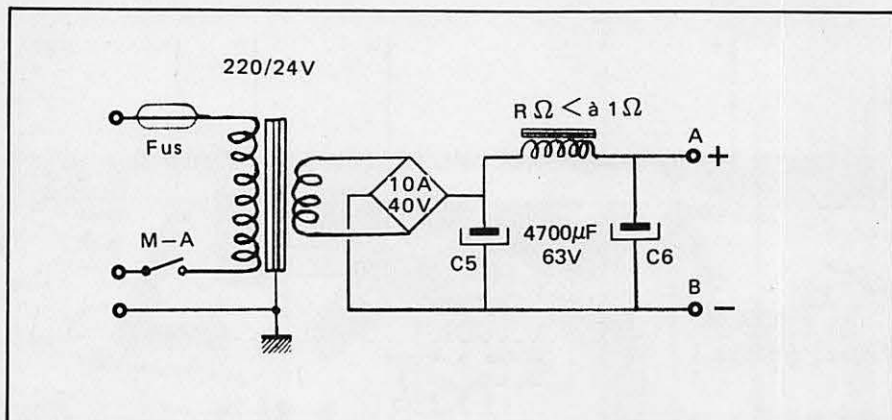 220/24V
R Ω < à 1 Ω
Fus
A
+
10A
40V
M–A
4700µF
63V
C5
C6
B
–